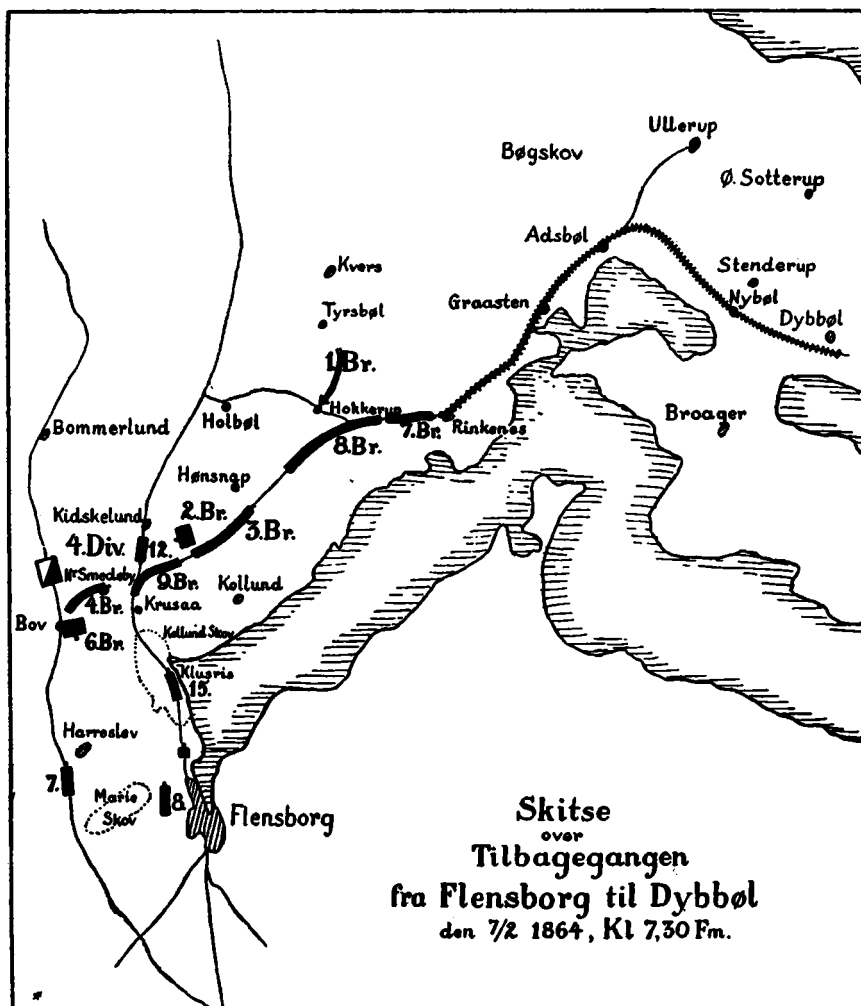 Ullerup
Bøgskov
Ø. Sotterup
Adsbøl
Kværs
Stenderup
Graasten
Nybøl
Tyrsbøl
Dybbøl
1.Br.
Hokkerup
Holbøl
7.Br.
Rinkenes
Broager
Bommerlund
8.Br.
Hønsnap
2.Br.
Kidskelund
3.Br.
4.Div.
12.
Nr Smedeby
9.Br.
Kollund
4.Br.
Krusaa
Bov
6.Br.
Kollund Skov
Klusris
15.
Harreslev
7.
Marie
Skov
8.
Flensborg
Skitse
over
Tilbagegangen
fra Flensborg til Dybbøl
den 7/2 1864, Kl 7,30 Fm.